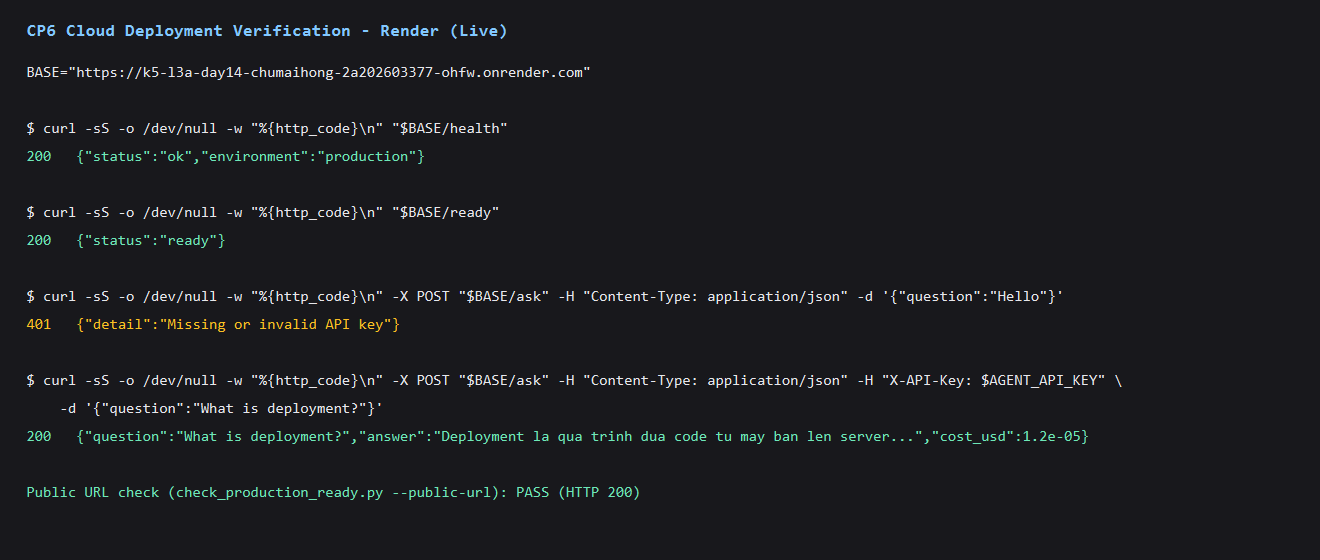 CP6 Cloud Deployment Verification - Render (Live)
BASE="https://k5-l3a-day14-chumaihong-2a202603377-ohfw.onrender.com"
$ curl -sS -o /dev/null -w "%{http_code}\n" "$BASE/health"
200   {"status":"ok","environment":"production"}
$ curl -sS -o /dev/null -w "%{http_code}\n" "$BASE/ready"
200   {"status":"ready"}
$ curl -sS -o /dev/null -w "%{http_code}\n" -X POST "$BASE/ask" -H "Content-Type: application/json" -d '{"question":"Hello"}'
401   {"detail":"Missing or invalid API key"}
$ curl -sS -o /dev/null -w "%{http_code}\n" -X POST "$BASE/ask" -H "Content-Type: application/json" -H "X-API-Key: $AGENT_API_KEY" \
    -d '{"question":"What is deployment?"}'
200   {"question":"What is deployment?","answer":"Deployment la qua trinh dua code tu may ban len server...","cost_usd":1.2e-05}
Public URL check (check_production_ready.py --public-url): PASS (HTTP 200)